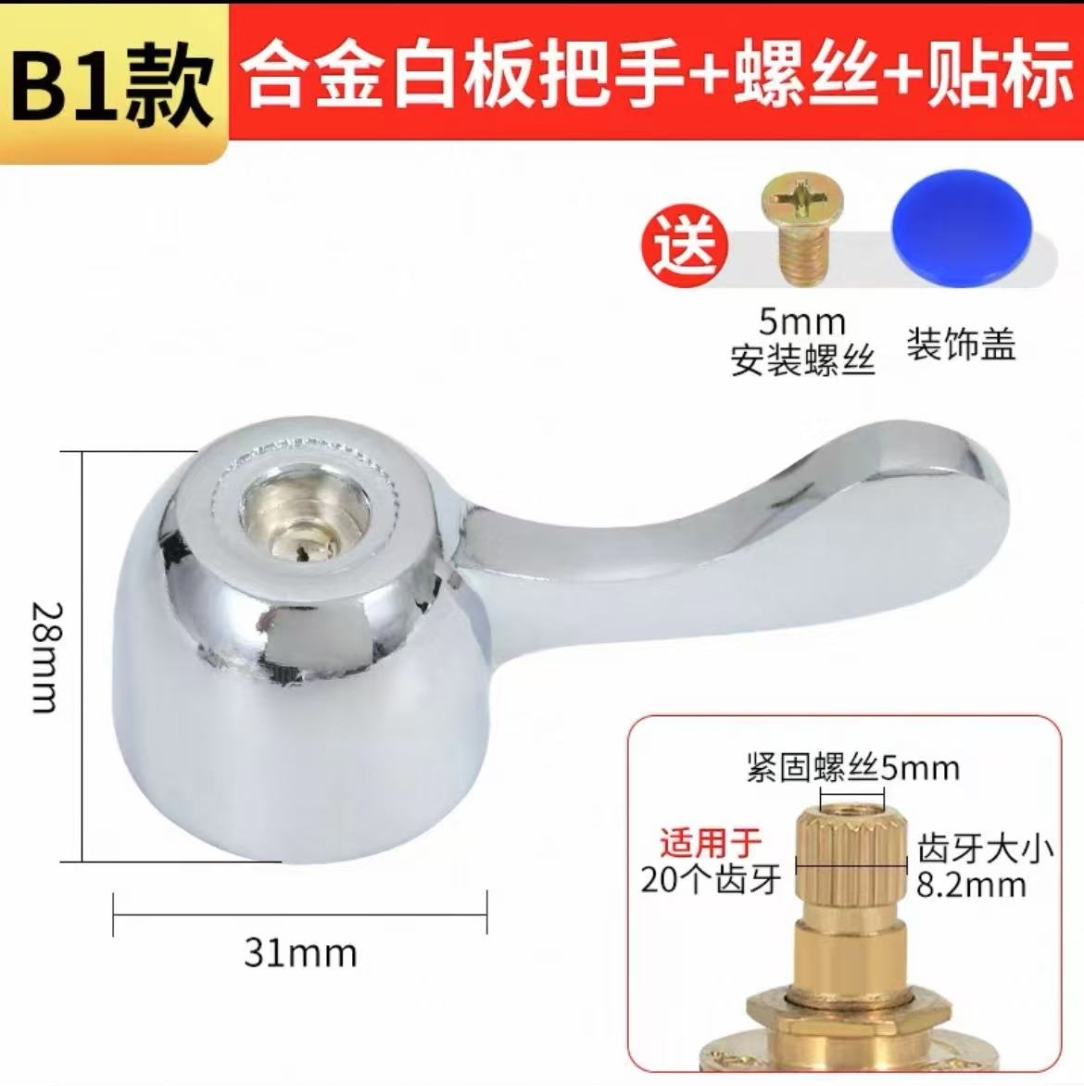 B1款
合金白板把手+螺丝+贴标
送
5mm
安装螺丝
装饰盖
28mm
31mm
紧固螺丝5mm
适用于
20个齿牙
齿牙大小
8.2mm